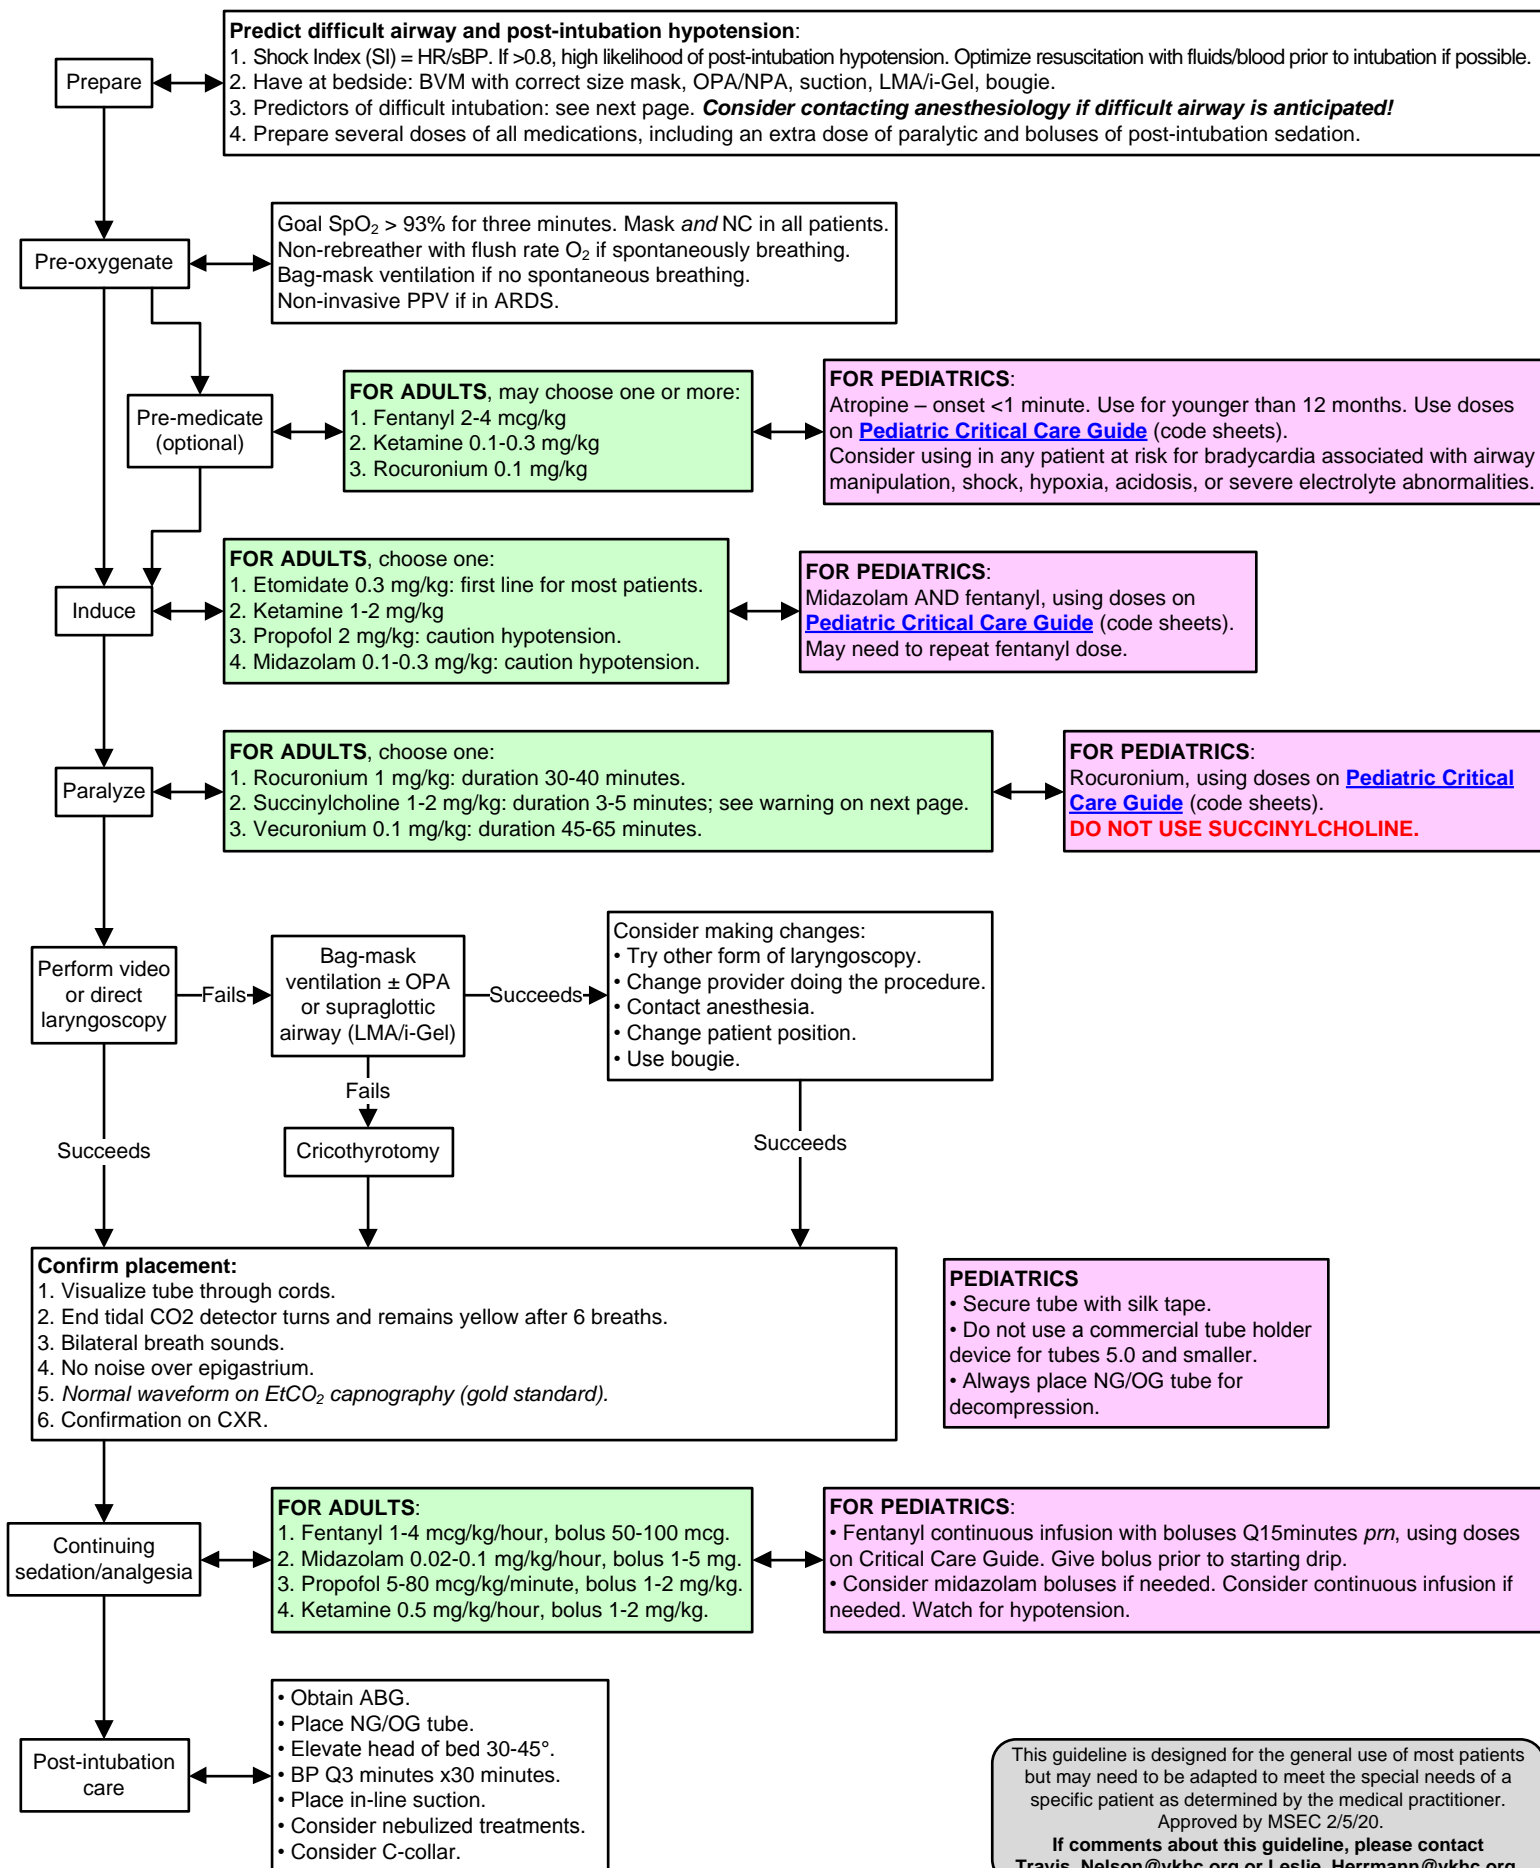 Prepare
Predict difficult airway and post-intubation hypotension:
1. Shock Index (SI) = HR/sBP. If >0.8, high likelihood of post-intubation hypotension. Optimize resuscitation with fluids/blood prior to intubation if possible.
2. Have at bedside: BVM with correct size mask, OPA/NPA, suction, LMA/i-Gel, bougie.
3. Predictors of difficult intubation: see next page. Consider contacting anesthesiology if difficult airway is anticipated!
4. Prepare several doses of all medications, including an extra dose of paralytic and boluses of post-intubation sedation.
Pre-oxygenate
Goal SpO2 > 93% for three minutes. Mask and NC in all patients.
Non-rebreather with flush rate O2 if spontaneously breathing.
Bag-mask ventilation if no spontaneous breathing.
Non-invasive PPV if in ARDS.
Pre-medicate
(optional)
FOR ADULTS, may choose one or more:
1. Fentanyl 2-4 mcg/kg
2. Ketamine 0.1-0.3 mg/kg
3. Rocuronium 0.1 mg/kg
FOR PEDIATRICS:
Atropine – onset <1 minute. Use for younger than 12 months. Use doses
on Pediatric Critical Care Guide (code sheets).
Consider using in any patient at risk for bradycardia associated with airway
manipulation, shock, hypoxia, acidosis, or severe electrolyte abnormalities.
Induce
FOR ADULTS, choose one:
1. Etomidate 0.3 mg/kg: first line for most patients.
2. Ketamine 1-2 mg/kg
3. Propofol 2 mg/kg: caution hypotension.
4. Midazolam 0.1-0.3 mg/kg: caution hypotension.
FOR PEDIATRICS:
Midazolam AND fentanyl, using doses on
Pediatric Critical Care Guide (code sheets).
May need to repeat fentanyl dose.
Paralyze
FOR ADULTS, choose one:
1. Rocuronium 1 mg/kg: duration 30-40 minutes.
2. Succinylcholine 1-2 mg/kg: duration 3-5 minutes; see warning on next page.
3. Vecuronium 0.1 mg/kg: duration 45-65 minutes.
FOR PEDIATRICS:
Rocuronium, using doses on Pediatric Critical
Care Guide (code sheets).
DO NOT USE SUCCINYLCHOLINE.
Perform video
or direct
laryngoscopy
Fails
Bag-mask
ventilation ± OPA
or supraglottic
airway (LMA/i-Gel)
Succeeds
Consider making changes:
• Try other form of laryngoscopy.
• Change provider doing the procedure.
• Contact anesthesia.
• Change patient position.
• Use bougie.
Fails
Succeeds
Cricothyrotomy
Succeeds
Confirm placement:
1. Visualize tube through cords.
2. End tidal CO2 detector turns and remains yellow after 6 breaths.
3. Bilateral breath sounds.
4. No noise over epigastrium.
5. Normal waveform on EtCO2 capnography (gold standard).
6. Confirmation on CXR.
PEDIATRICS
• Secure tube with silk tape.
• Do not use a commercial tube holder
device for tubes 5.0 and smaller.
• Always place NG/OG tube for
decompression.
Continuing
sedation/analgesia
FOR ADULTS:
1. Fentanyl 1-4 mcg/kg/hour, bolus 50-100 mcg.
2. Midazolam 0.02-0.1 mg/kg/hour, bolus 1-5 mg.
3. Propofol 5-80 mcg/kg/minute, bolus 1-2 mg/kg.
4. Ketamine 0.5 mg/kg/hour, bolus 1-2 mg/kg.
FOR PEDIATRICS:
• Fentanyl continuous infusion with boluses Q15minutes prn, using doses
on Critical Care Guide. Give bolus prior to starting drip.
• Consider midazolam boluses if needed. Consider continuous infusion if
needed. Watch for hypotension.
Post-intubation
care
• Obtain ABG.
• Place NG/OG tube.
• Elevate head of bed 30-45°.
• BP Q3 minutes x30 minutes.
• Place in-line suction.
• Consider nebulized treatments.
• Consider C-collar.
This guideline is designed for the general use of most patients
but may need to be adapted to meet the special needs of a
specific patient as determined by the medical practitioner.
Approved by MSEC 2/5/20.
If comments about this guideline, please contact
Travis_Nelson@ykhc.org or Leslie_Herrmann@ykhc.org